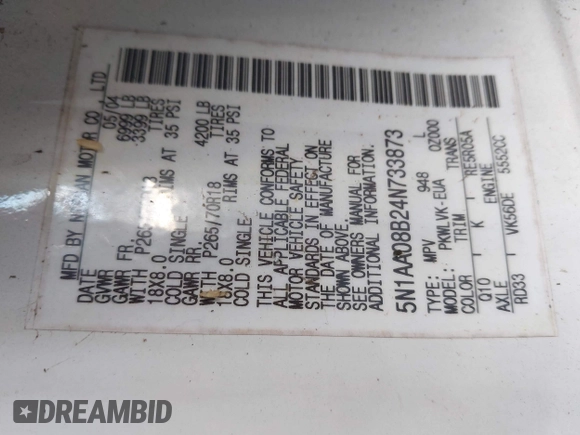 MFD BY NISSAN MOTOR CO., LTD
DATE 05/04
GVWR 6999 LB
GAWR FR. 3399 LB
WITH TIRES
18X8.0 RIMS AT
COLD SINGLE 35 PSI
GAWR RR. 4200 LB
WITH P265/70R18 TIRES
18X8.0 RIMS AT
COLD SINGLE 35 PSI
THIS VEHICLE CONFORMS TO
ALL APPLICABLE FEDERAL
MOTOR VEHICLE SAFETY
STANDARDS IN EFFECT ON
THE DATE OF MANUFACTURE
SHOWN ABOVE.
SEE OWNERS MANUAL FOR
ADDITIONAL INFORMATION
5N1AA08B24N733873
TYPE: MPV 948 L
MODEL: PKWLVK-EUA DZ000
COLOR TRIM TRANS
Q10 K RE5R05A
AXLE ENGINE
RD33 VK56DE 5552CC
DREAMBID